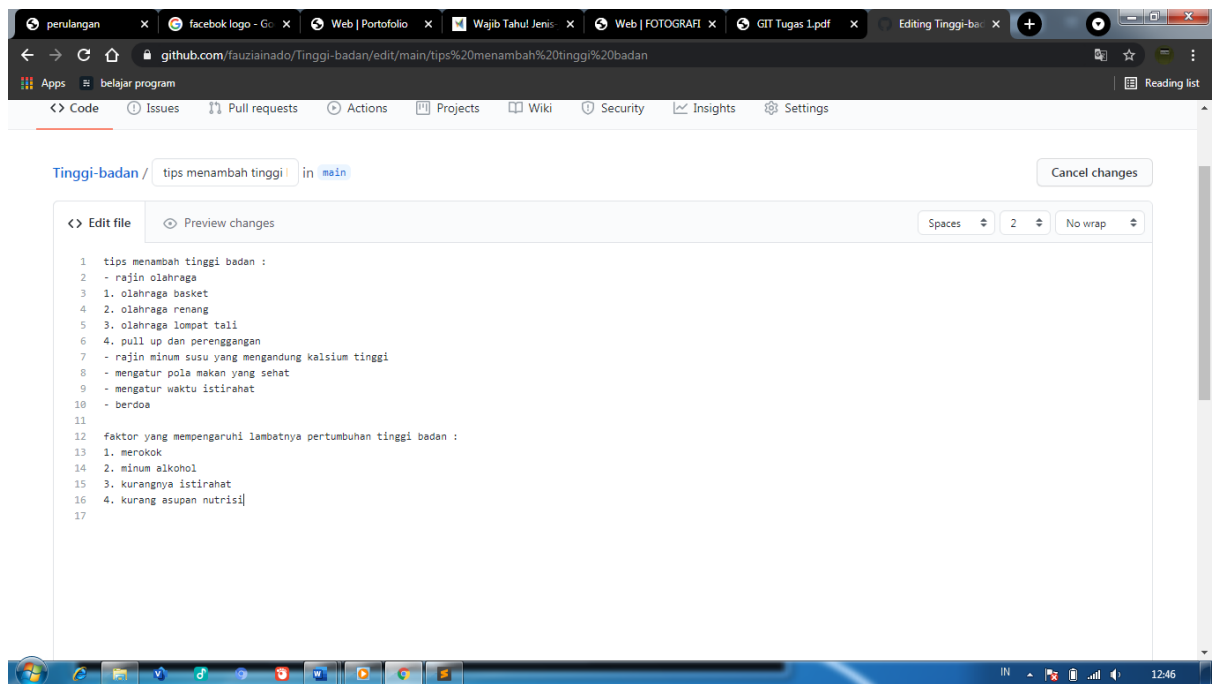 perulangan
facebok logo - Go
Web | Portofolio
Wajib Tahu! Jenis-
Web | FOTOGRAFI
GIT Tugas 1.pdf
Editing Tinggi-bad
github.com/fauziainado/Tinggi-badan/edit/main/tips%20menambah%20tinggi%20badan
Apps
belajar program
Reading list
Code
Issues
Pull requests
Actions
Projects
Wiki
Security
Insights
Settings
Tinggi-badan / tips menambah tinggi in main
Cancel changes
Edit file
Preview changes
Spaces
2
No wrap
1 tips menambah tinggi badan :
2 - rajin olahraga
3 1. olahraga basket
4 2. olahraga renang
5 3. olahraga lompat tali
6 4. pull up dan perenggangan
7 - rajin minum susu yang mengandung kalsium tinggi
8 - mengatur pola makan yang sehat
9 - mengatur waktu istirahat
10 - berdoa
11
12 faktor yang mempengaruhi lambatnya pertumbuhan tinggi badan :
13 1. merokok
14 2. minum alkohol
15 3. kurangnya istirahat
16 4. kurang asupan nutrisi
17
IN
12:46